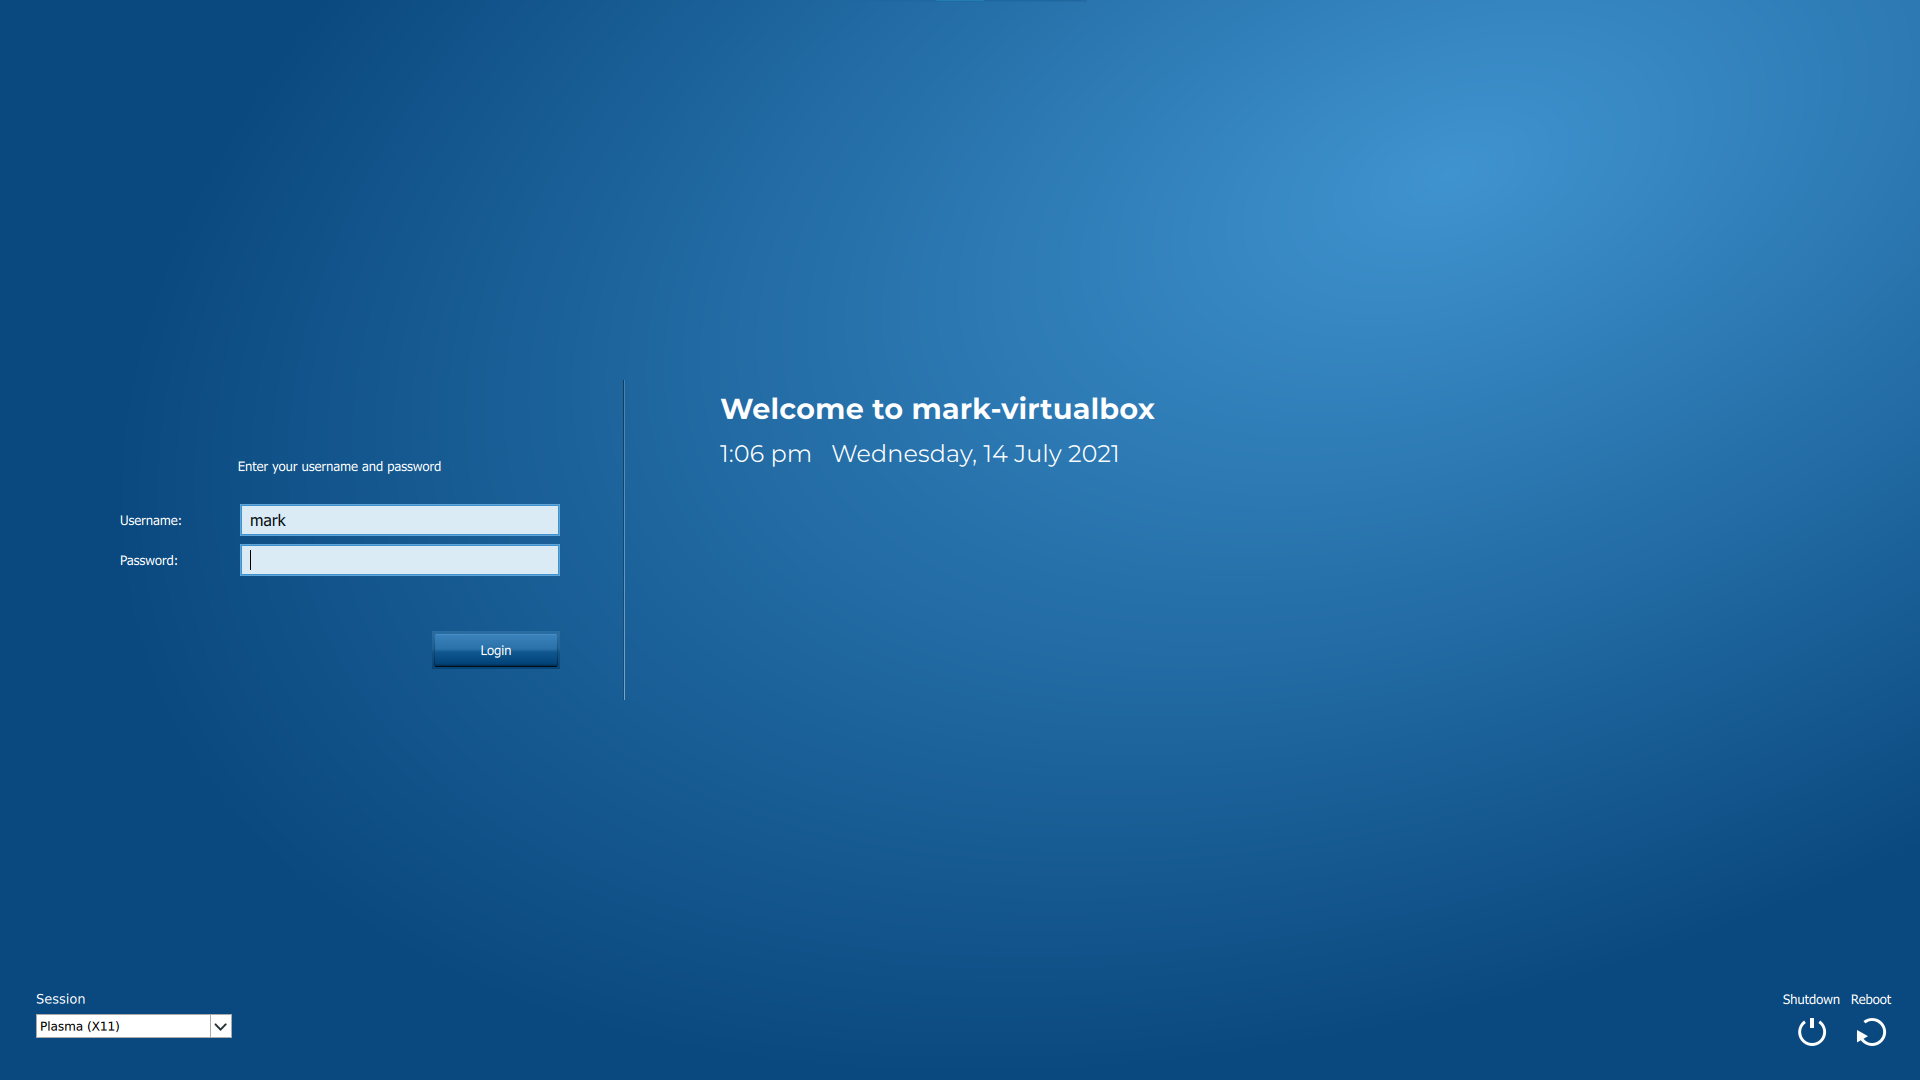 Welcome to mark-virtualbox
1:06 pm Wednesday, 14 July 2021
Enter your username and password
Username: mark
Password:
Login
Session
Plasma (X11)
Shutdown Reboot